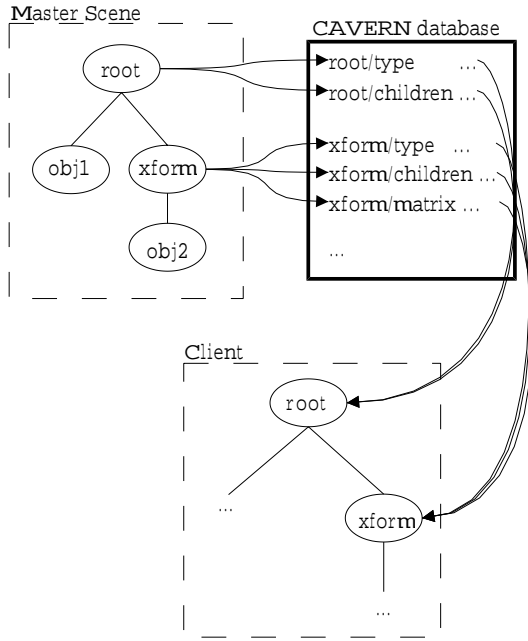 Master Scene
root
obj1
xform
obj2
CAVERN database
root/type ...
root/children ...
xform/type ...
xform/children ...
xform/matrix ...
...
Client
root
...
xform
...